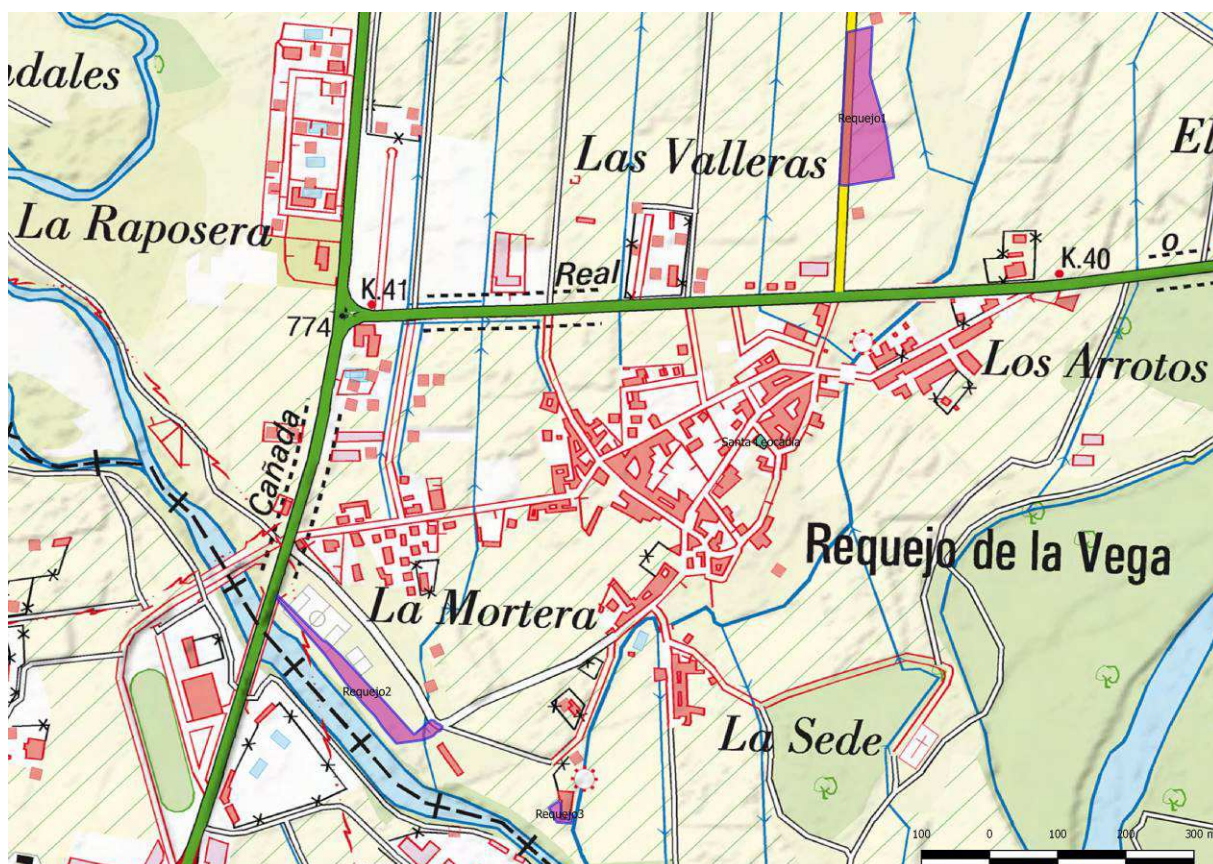 ndales
La Raposera
Las Valleras
Requejo1
El
Real
K.41
774
K.40
o
Los Arrotos
Santa Leocadia
Cañada
Requejo de la Vega
La Mortera
Requejo2
La Sede
Requejo3
100 0 100 200 300 m